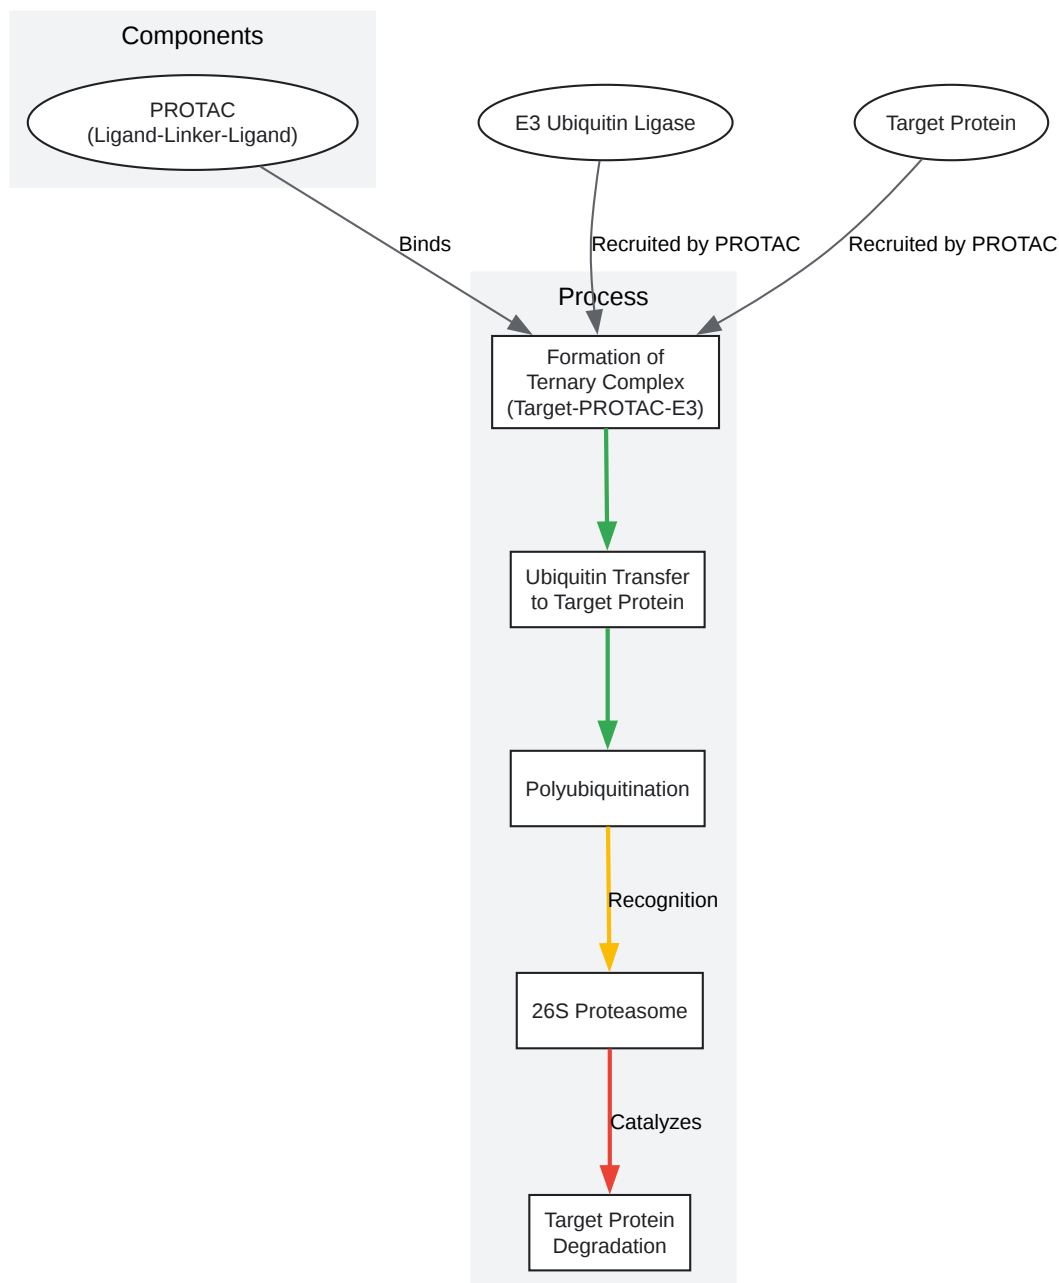 Components
PROTAC
(Ligand-Linker-Ligand)
E3 Ubiquitin Ligase
Target Protein
Binds
Recruited by PROTAC
Recruited by PROTAC
Process
Formation of
Ternary Complex
(Target-PROTAC-E3)
Ubiquitin Transfer
to Target Protein
Polyubiquitination
Recognition
26S Proteasome
Catalyzes
Target Protein
Degradation